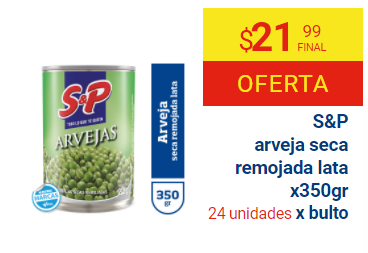 S&P
ARVEJAS
MARCAS
Arveja
seca remojada lata
350
gr
$21 99
FINAL
OFERTA
S&P
arveja seca
remojada lata
x350gr
24 unidades x bulto